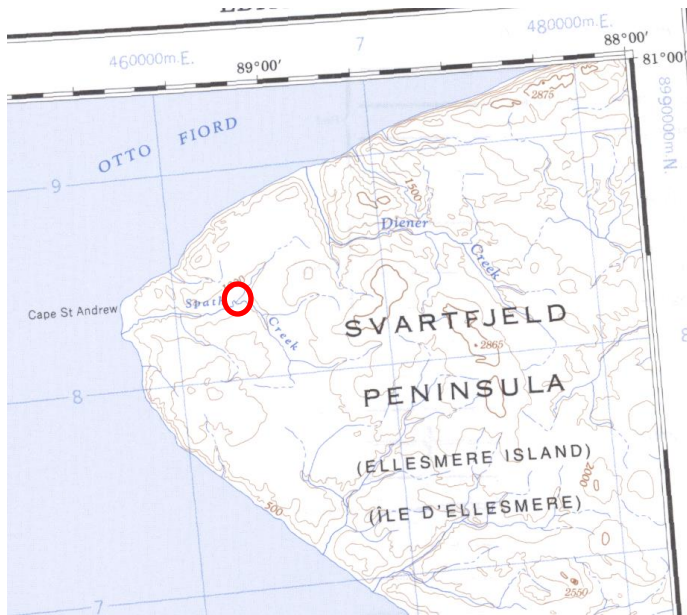 480000m.E.
88°00'
7
460000m.E.
89°00'
81°00'
8990000m.N.
2875
OTTO FIORD
9
1500
Diener Creek
Cape St Andrew
Spath Creek
SVARTFJELD
2865
PENINSULA
8
(ELLESMERE ISLAND)
2000
500
(ÎLE D'ELLESMERE)
2550
7